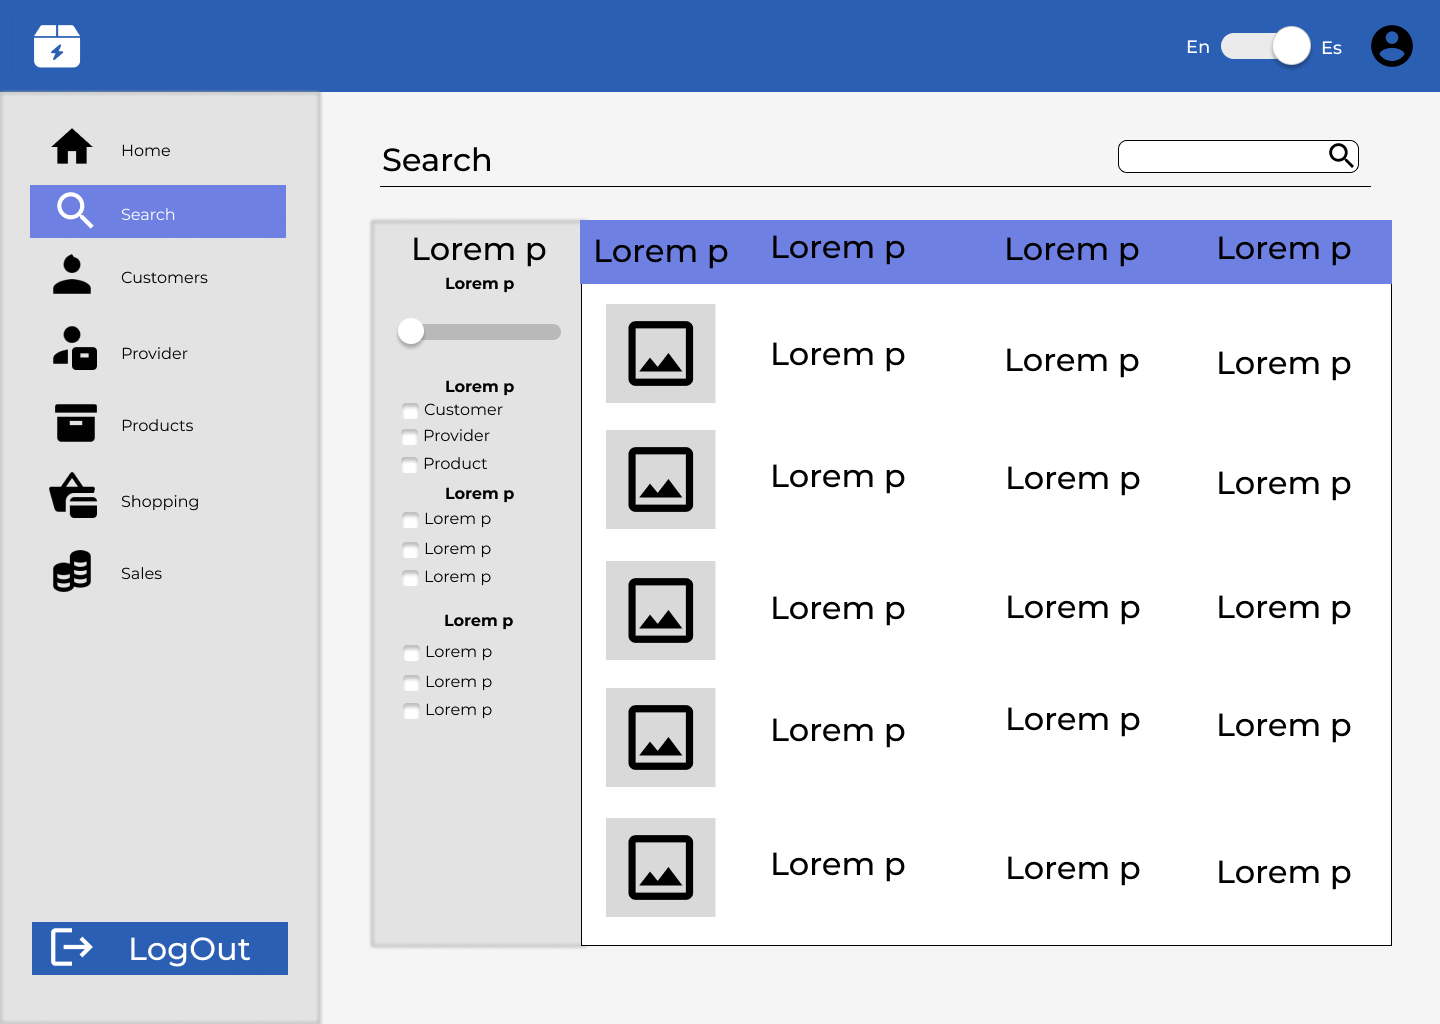 En
Es
Home
Search
Customers
Provider
Products
Shopping
Sales
LogOut
Search
Lorem p
Lorem p
Lorem p
Customer
Provider
Product
Lorem p
Lorem p
Lorem p
Lorem p
Lorem p
Lorem p
Lorem p
Lorem p
Lorem p Lorem p Lorem p Lorem p
Lorem p Lorem p Lorem p
Lorem p Lorem p Lorem p
Lorem p Lorem p Lorem p
Lorem p Lorem p Lorem p
Lorem p Lorem p Lorem p